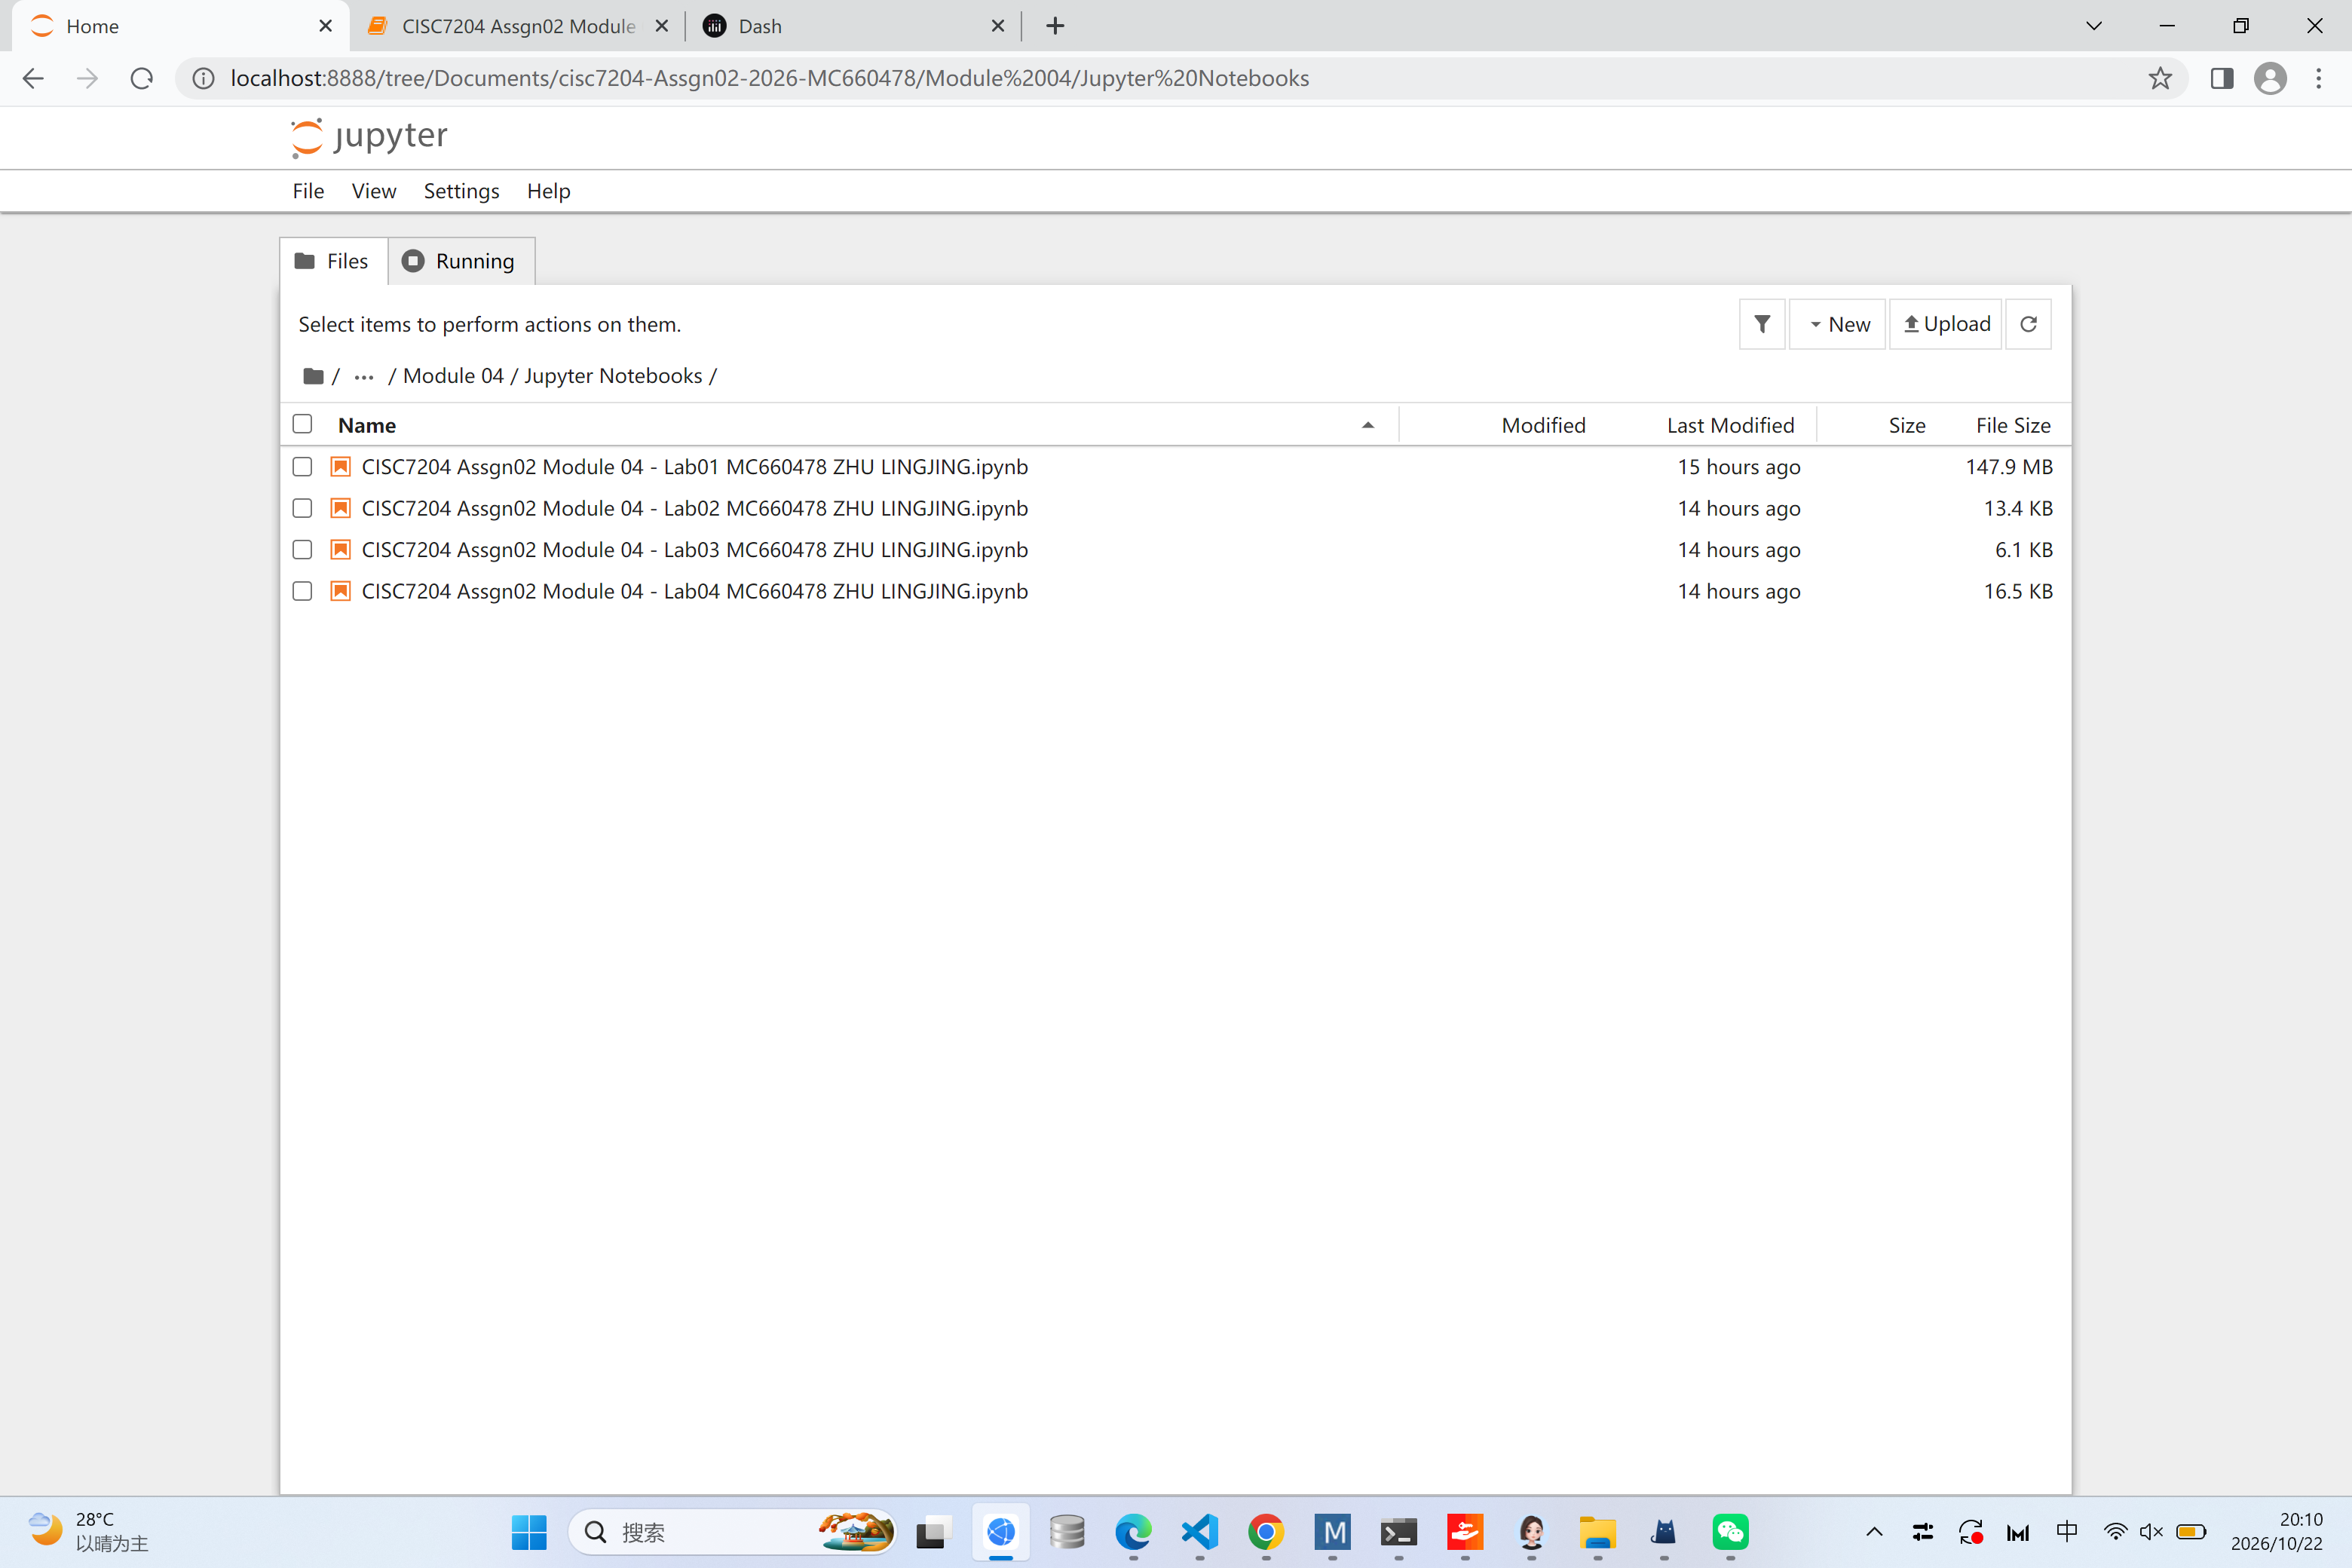 Home
CISC7204 Assgn02 Module
Dash
localhost:8888/tree/Documents/cisc7204-Assgn02-2026-MC660478/Module%2004/Jupyter%20Notebooks
jupyter
File View Settings Help
Files
Running
Select items to perform actions on them.
New
Upload
/ ... / Module 04 / Jupyter Notebooks /
Name Modified Last Modified Size File Size
CISC7204 Assgn02 Module 04 - Lab01 MC660478 ZHU LINGJING.ipynb 15 hours ago 147.9 MB
CISC7204 Assgn02 Module 04 - Lab02 MC660478 ZHU LINGJING.ipynb 14 hours ago 13.4 KB
CISC7204 Assgn02 Module 04 - Lab03 MC660478 ZHU LINGJING.ipynb 14 hours ago 6.1 KB
CISC7204 Assgn02 Module 04 - Lab04 MC660478 ZHU LINGJING.ipynb 14 hours ago 16.5 KB
28°C
以晴为主
搜索
M
中
20:10
2026/10/22